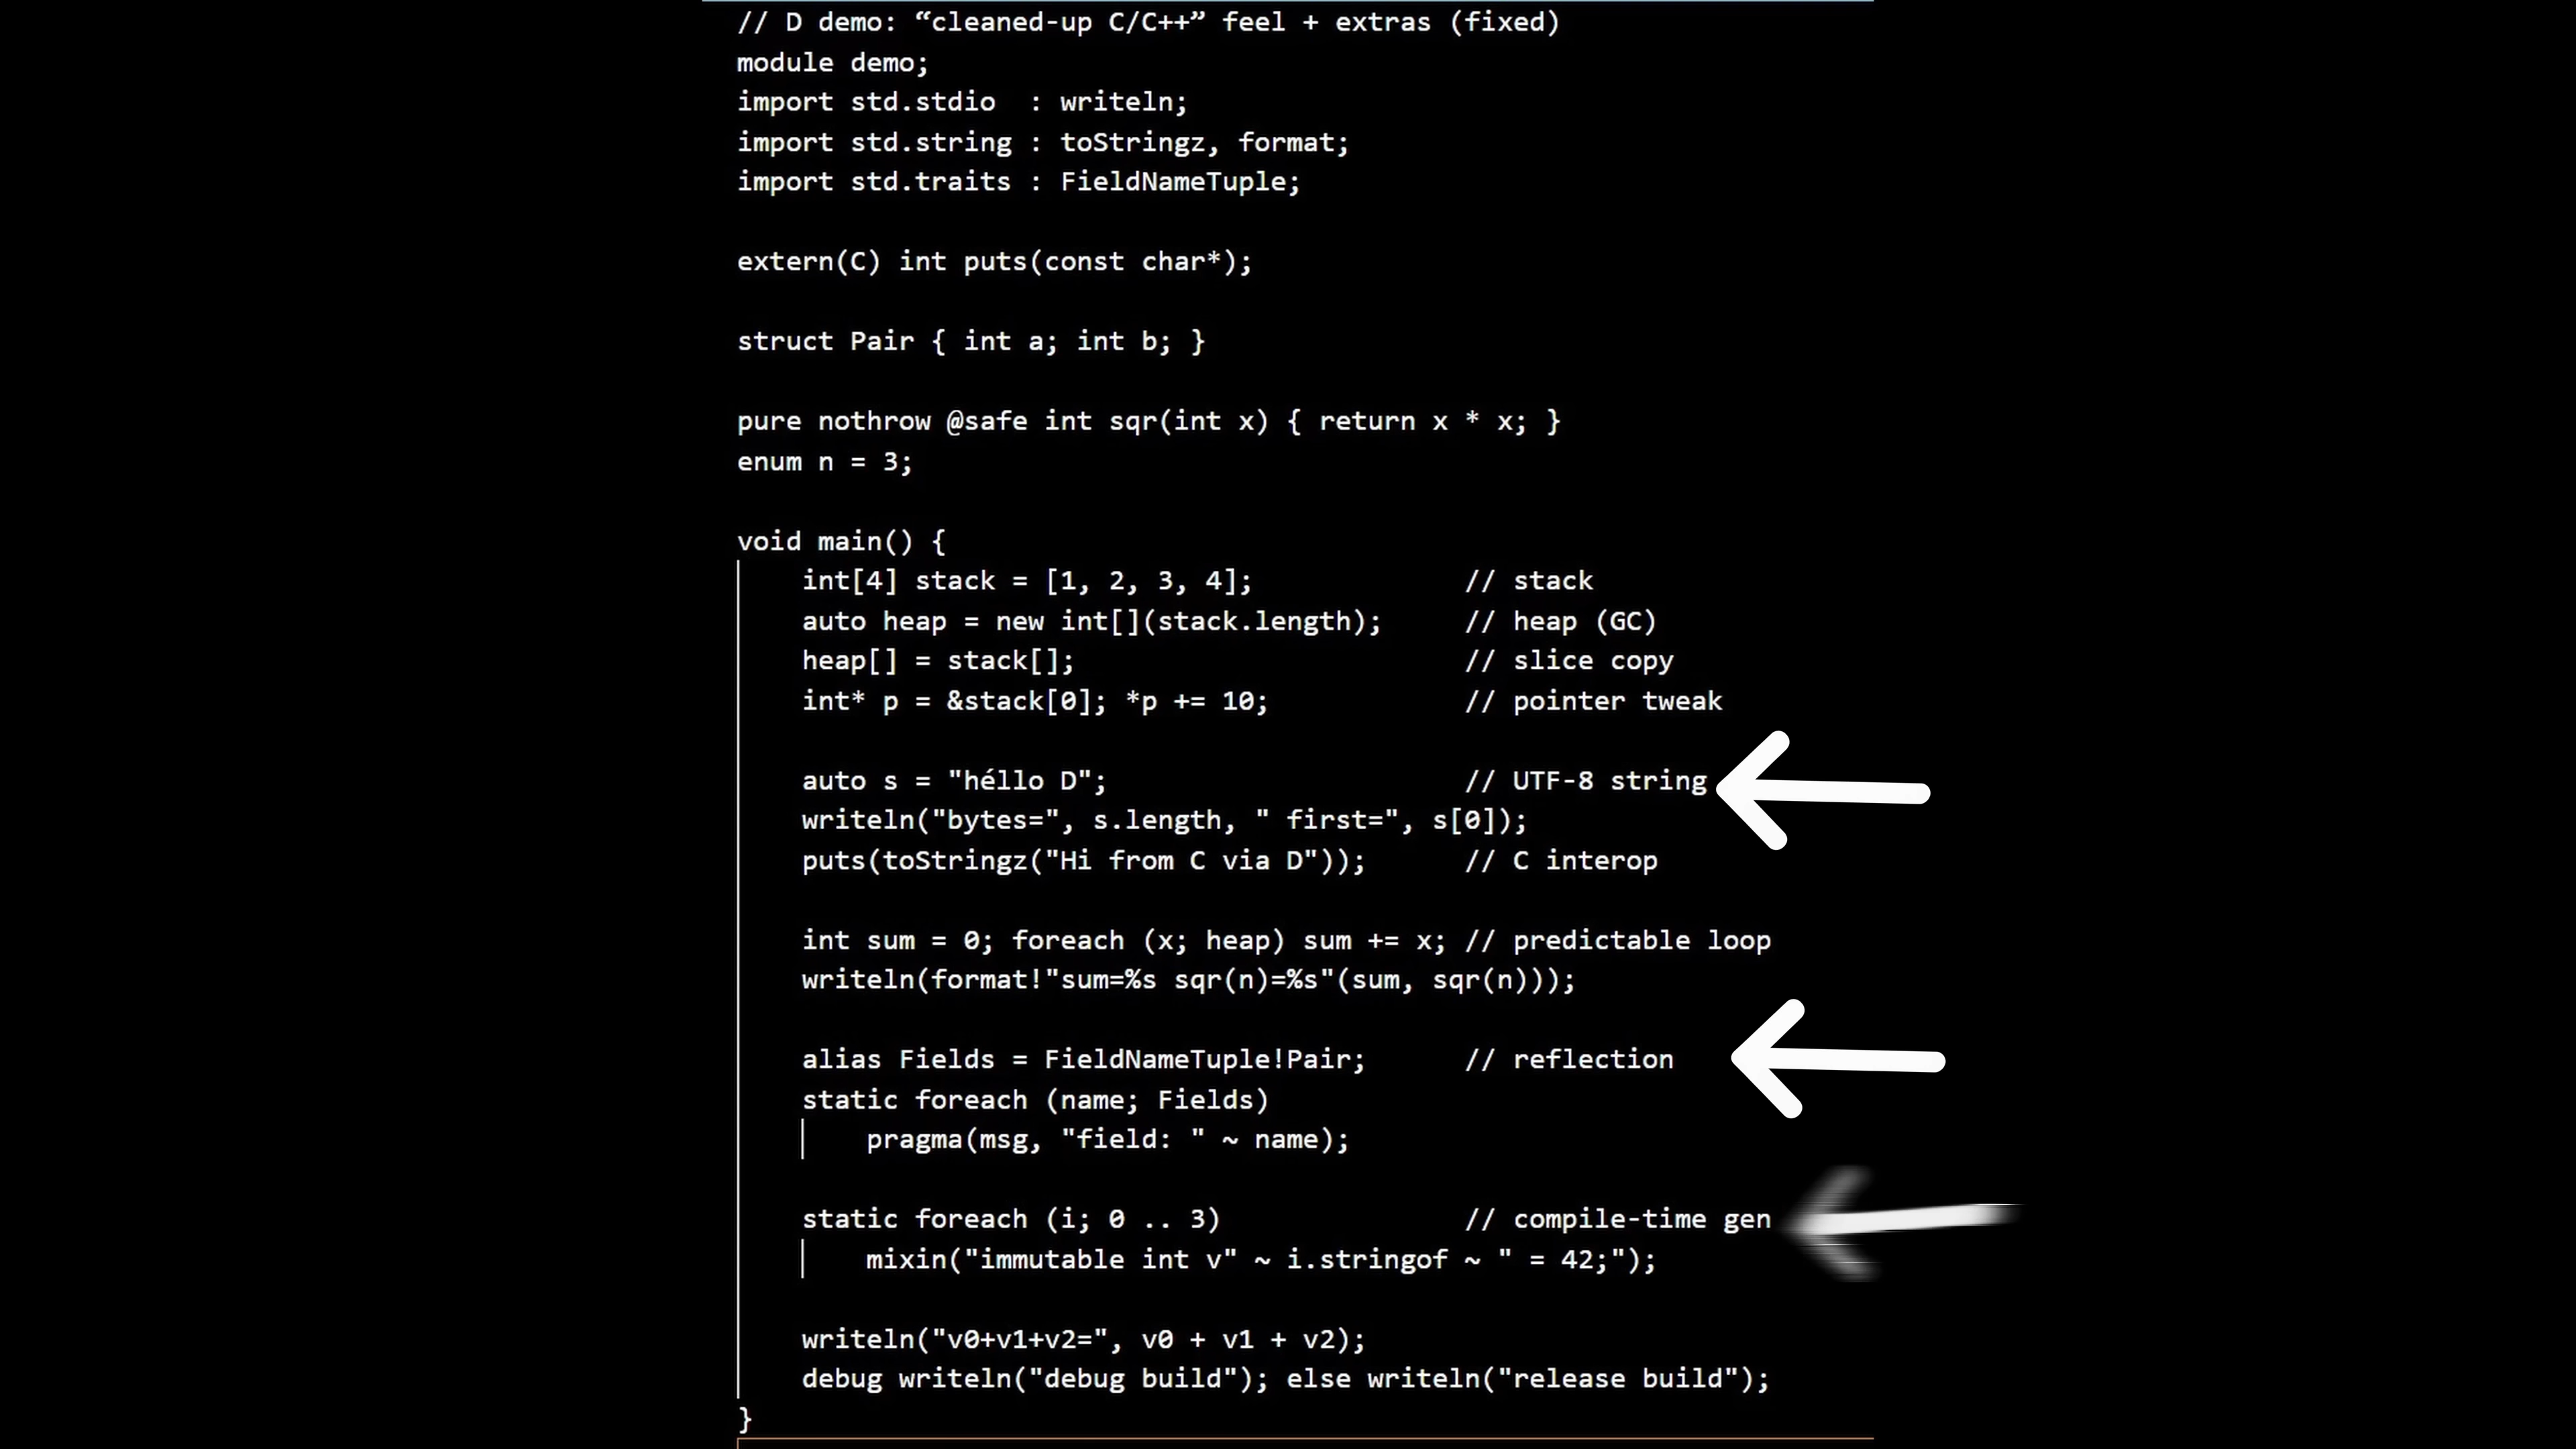 // D demo: “cleaned-up C/C++” feel + extras (fixed)
module demo;
import std.stdio  : writeln;
import std.string : toStringz, format;
import std.traits : FieldNameTuple;
extern(C) int puts(const char*);
struct Pair { int a; int b; }
pure nothrow @safe int sqr(int x) { return x * x; }
enum n = 3;
void main() {
    int[4] stack = [1, 2, 3, 4];             // stack
    auto heap = new int[](stack.length);     // heap (GC)
    heap[] = stack[];                        // slice copy
    int* p = &stack[0]; *p += 10;            // pointer tweak
    auto s = "héllo D";                      // UTF-8 string
    writeln("bytes=", s.length, " first=", s[0]);
    puts(toStringz("Hi from C via D"));      // C interop
    int sum = 0; foreach (x; heap) sum += x; // predictable loop
    writeln(format!"sum=%s sqr(n)=%s"(sum, sqr(n)));
    alias Fields = FieldNameTuple!Pair;      // reflection
    static foreach (name; Fields)
        pragma(msg, "field: " ~ name);
    static foreach (i; 0 .. 3)               // compile-time gen
        mixin("immutable int v" ~ i.stringof ~ " = 42;");
    writeln("v0+v1+v2=", v0 + v1 + v2);
    debug writeln("debug build"); else writeln("release build");
}